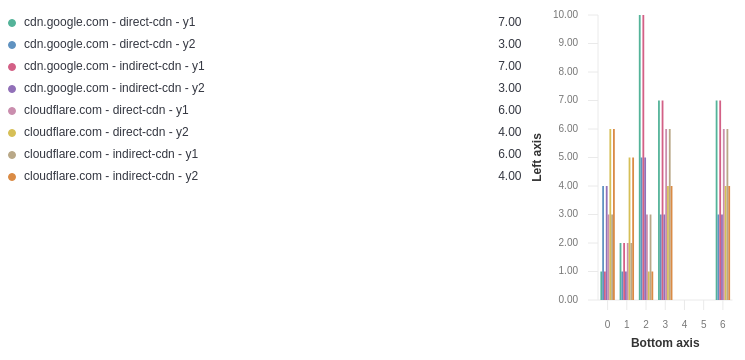 cdn.google.com - direct-cdn - y1 7.00
cdn.google.com - direct-cdn - y2 3.00
cdn.google.com - indirect-cdn - y1 7.00
cdn.google.com - indirect-cdn - y2 3.00
cloudflare.com - direct-cdn - y1 6.00
cloudflare.com - direct-cdn - y2 4.00
cloudflare.com - indirect-cdn - y1 6.00
cloudflare.com - indirect-cdn - y2 4.00
Left axis
10.00
9.00
8.00
7.00
6.00
5.00
4.00
3.00
2.00
1.00
0.00
0 1 2 3 4 5 6
Bottom axis